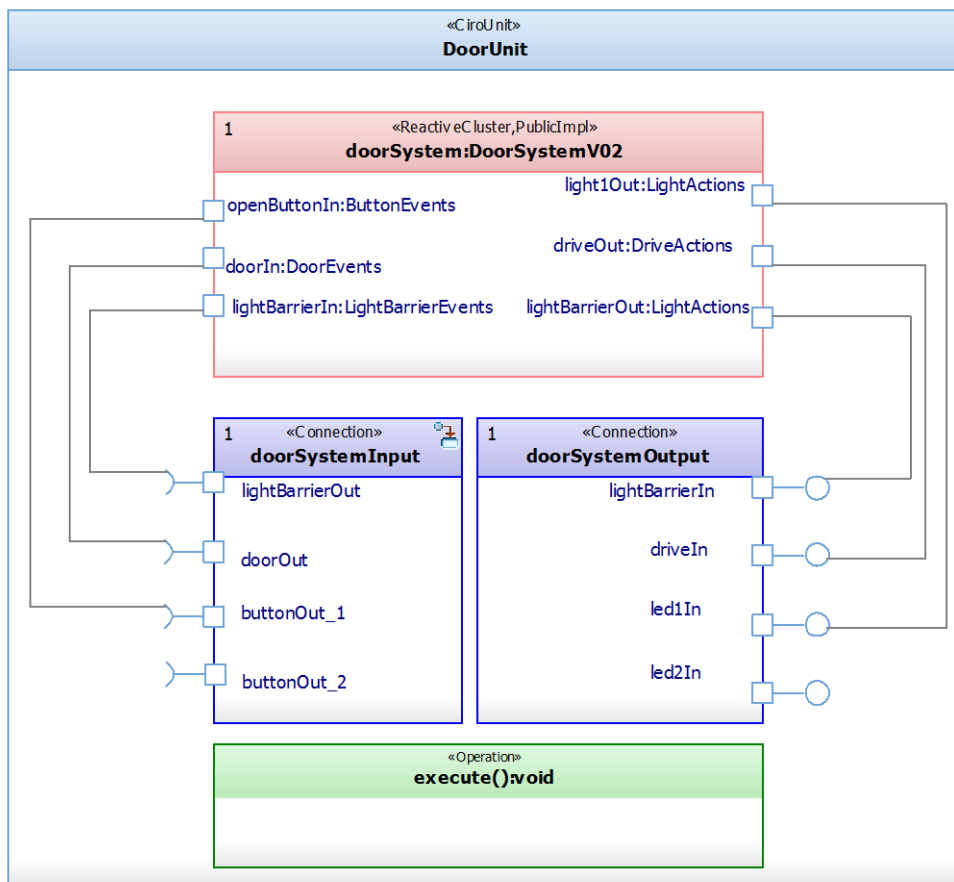 «CiroUnit»
DoorUnit
1
«ReactiveCluster,PublicImpl»
doorSystem:DoorSystemV02
openButtonIn:ButtonEvents
doorIn:DoorEvents
lightBarrierIn:LightBarrierEvents
light1Out:LightActions
driveOut:DriveActions
lightBarrierOut:LightActions
1
«Connection»
doorSystemInput
lightBarrierOut
doorOut
buttonOut_1
buttonOut_2
1
«Connection»
doorSystemOutput
lightBarrierIn
driveIn
led1In
led2In
«Operation»
execute():void